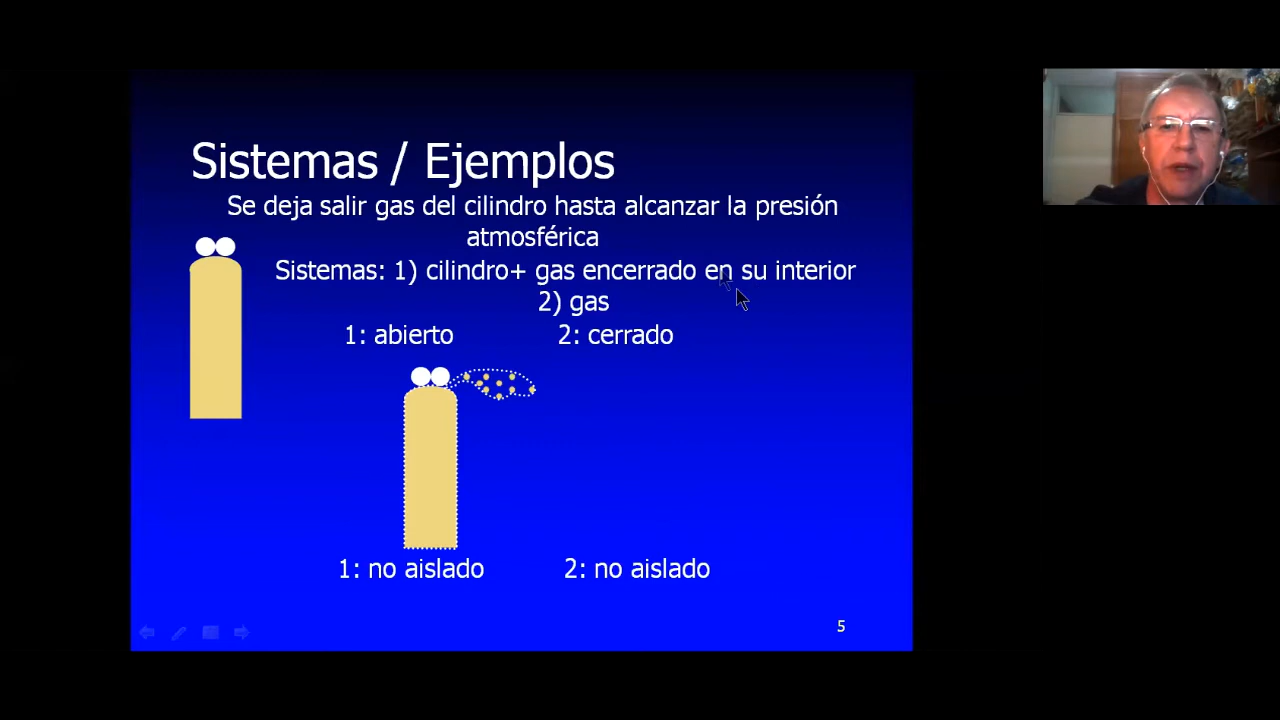 Sistemas / Ejemplos
Se deja salir gas del cilindro hasta alcanzar la presión
atmosférica
Sistemas: 1) cilindro+ gas encerrado en su interior
2) gas
1: abierto 2: cerrado
1: no aislado 2: no aislado
5